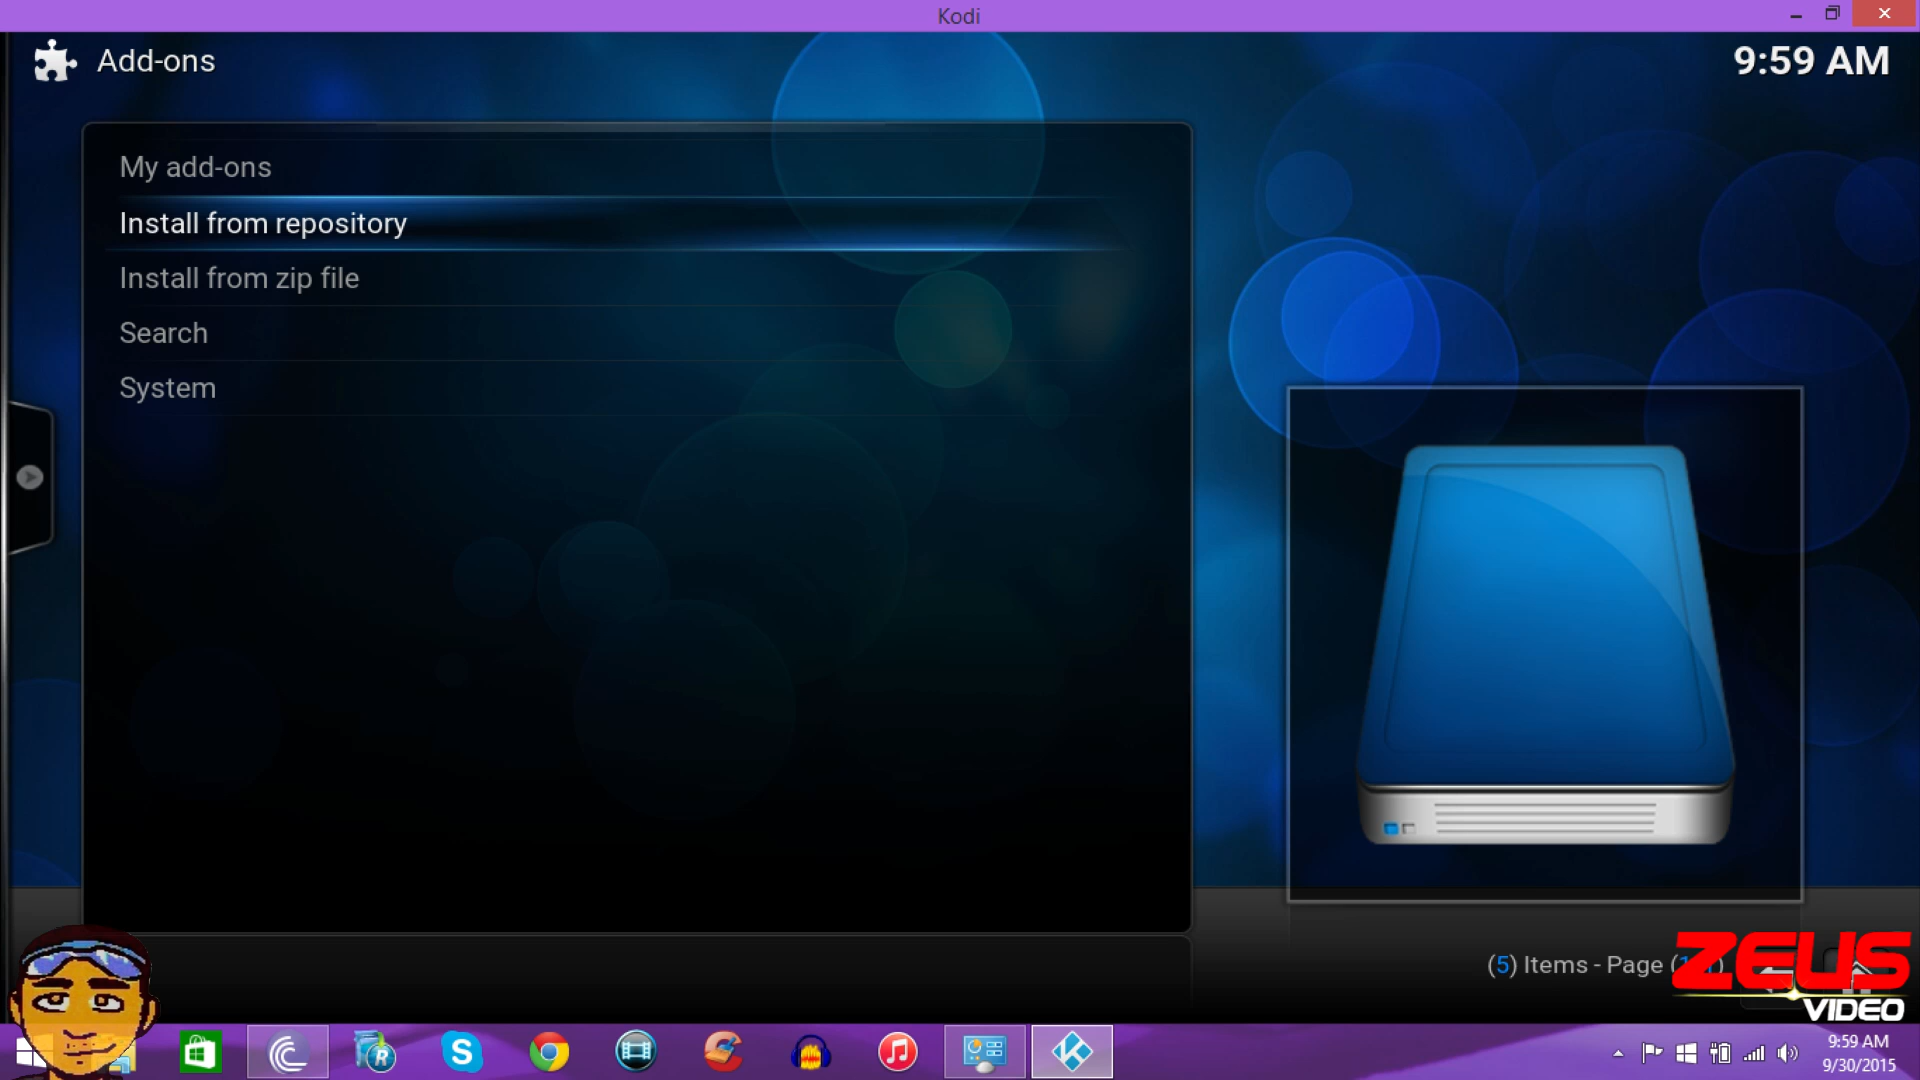 Kodi
Add-ons
9:59 AM
My add-ons
Install from repository
Install from zip file
Search
System
(5) Items - Page (
ZEUS
VIDEO
9:59 AM
9/30/2015